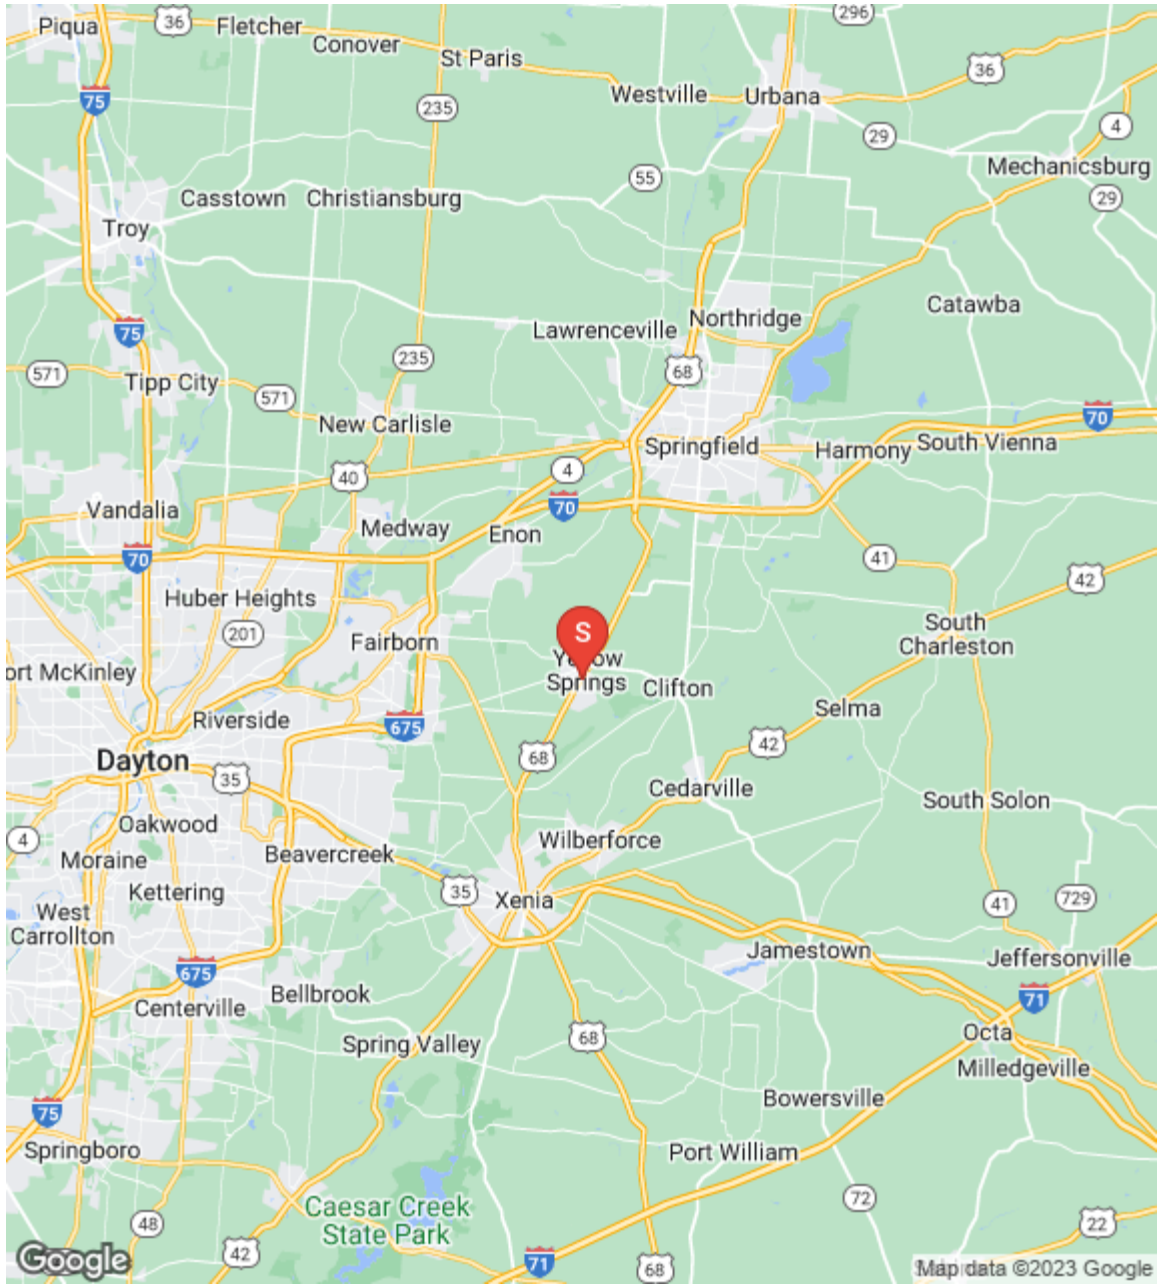 296
Piqua
36
Fletcher
Conover
St Paris
36
Westville
Urbana
75
235
4
29
Mechanicsburg
55
Casstown
Christiansburg
29
Troy
Catawba
Northridge
Lawrenceville
75
235
68
571
Tipp City
571
New Carlisle
70
Springfield
Harmony
South Vienna
4
40
70
Vandalia
Medway
Enon
70
41
42
Huber Heights
201
Fairborn
S
South
Charleston
Yellow
Springs
Clifton
ort McKinley
Selma
Riverside
675
42
68
Dayton
35
Cedarville
South Solon
Oakwood
4
Wilberforce
Beavercreek
Moraine
Kettering
35
Xenia
729
41
West
Carrollton
Jamestown
Jeffersonville
675
Bellbrook
71
Centerville
68
Octa
Spring Valley
Milledgeville
Bowersville
75
Springboro
Port William
72
Caesar Creek
State Park
48
22
42
71
68
Google
Map data ©2023 Google